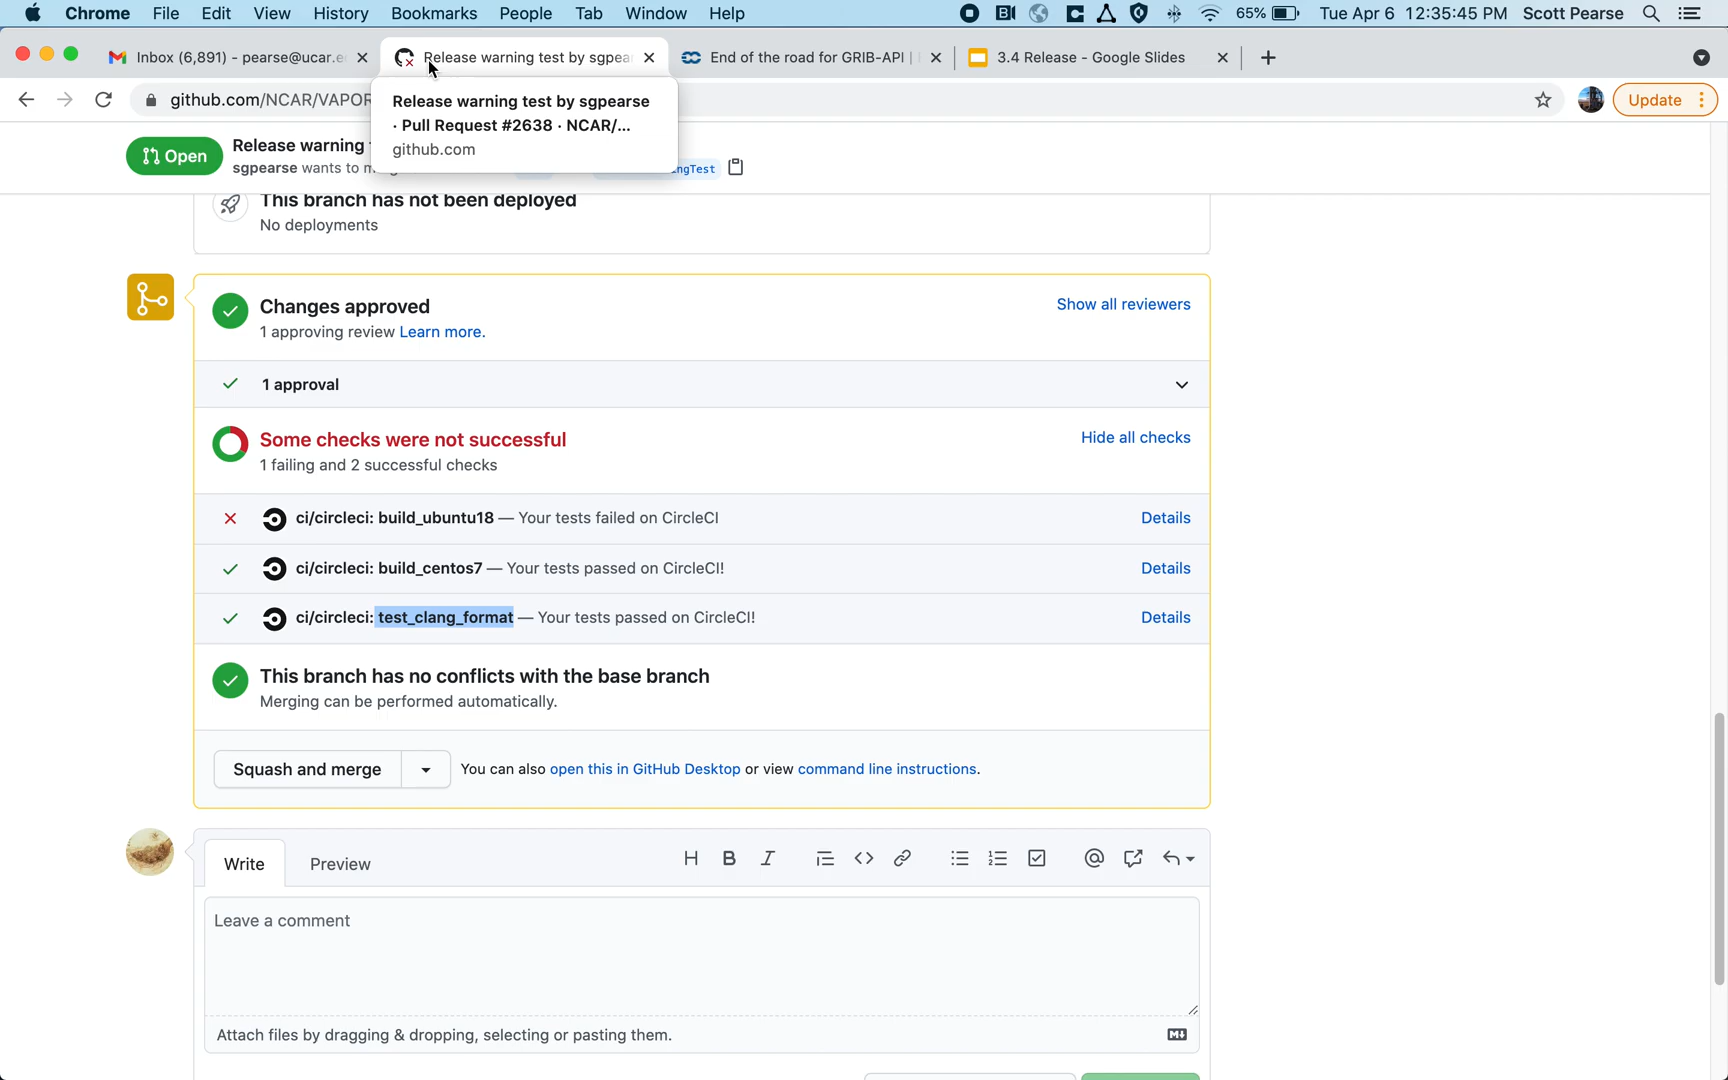 Chrome File Edit View History Bookmarks People Tab Window Help 65% Tue Apr 6 12:35:45 PM Scott Pearse
Inbox (6,891) - pearse@ucar.e Release warning test by sgpear End of the road for GRIB-API | 3.4 Release - Google Slides
github.com/NCAR/VAPOR Update
Release warning test by sgpearse
· Pull Request #2638 · NCAR/...
github.com
Open Release warning
sgpearse wants to ngTest
This branch has not been deployed
No deployments
Changes approved Show all reviewers
1 approving review Learn more.
1 approval
Some checks were not successful Hide all checks
1 failing and 2 successful checks
ci/circleci: build_ubuntu18 — Your tests failed on CircleCI Details
ci/circleci: build_centos7 — Your tests passed on CircleCI! Details
ci/circleci: test_clang_format — Your tests passed on CircleCI! Details
This branch has no conflicts with the base branch
Merging can be performed automatically.
Squash and merge You can also open this in GitHub Desktop or view command line instructions.
Write Preview H B I
Leave a comment
Attach files by dragging & dropping, selecting or pasting them.